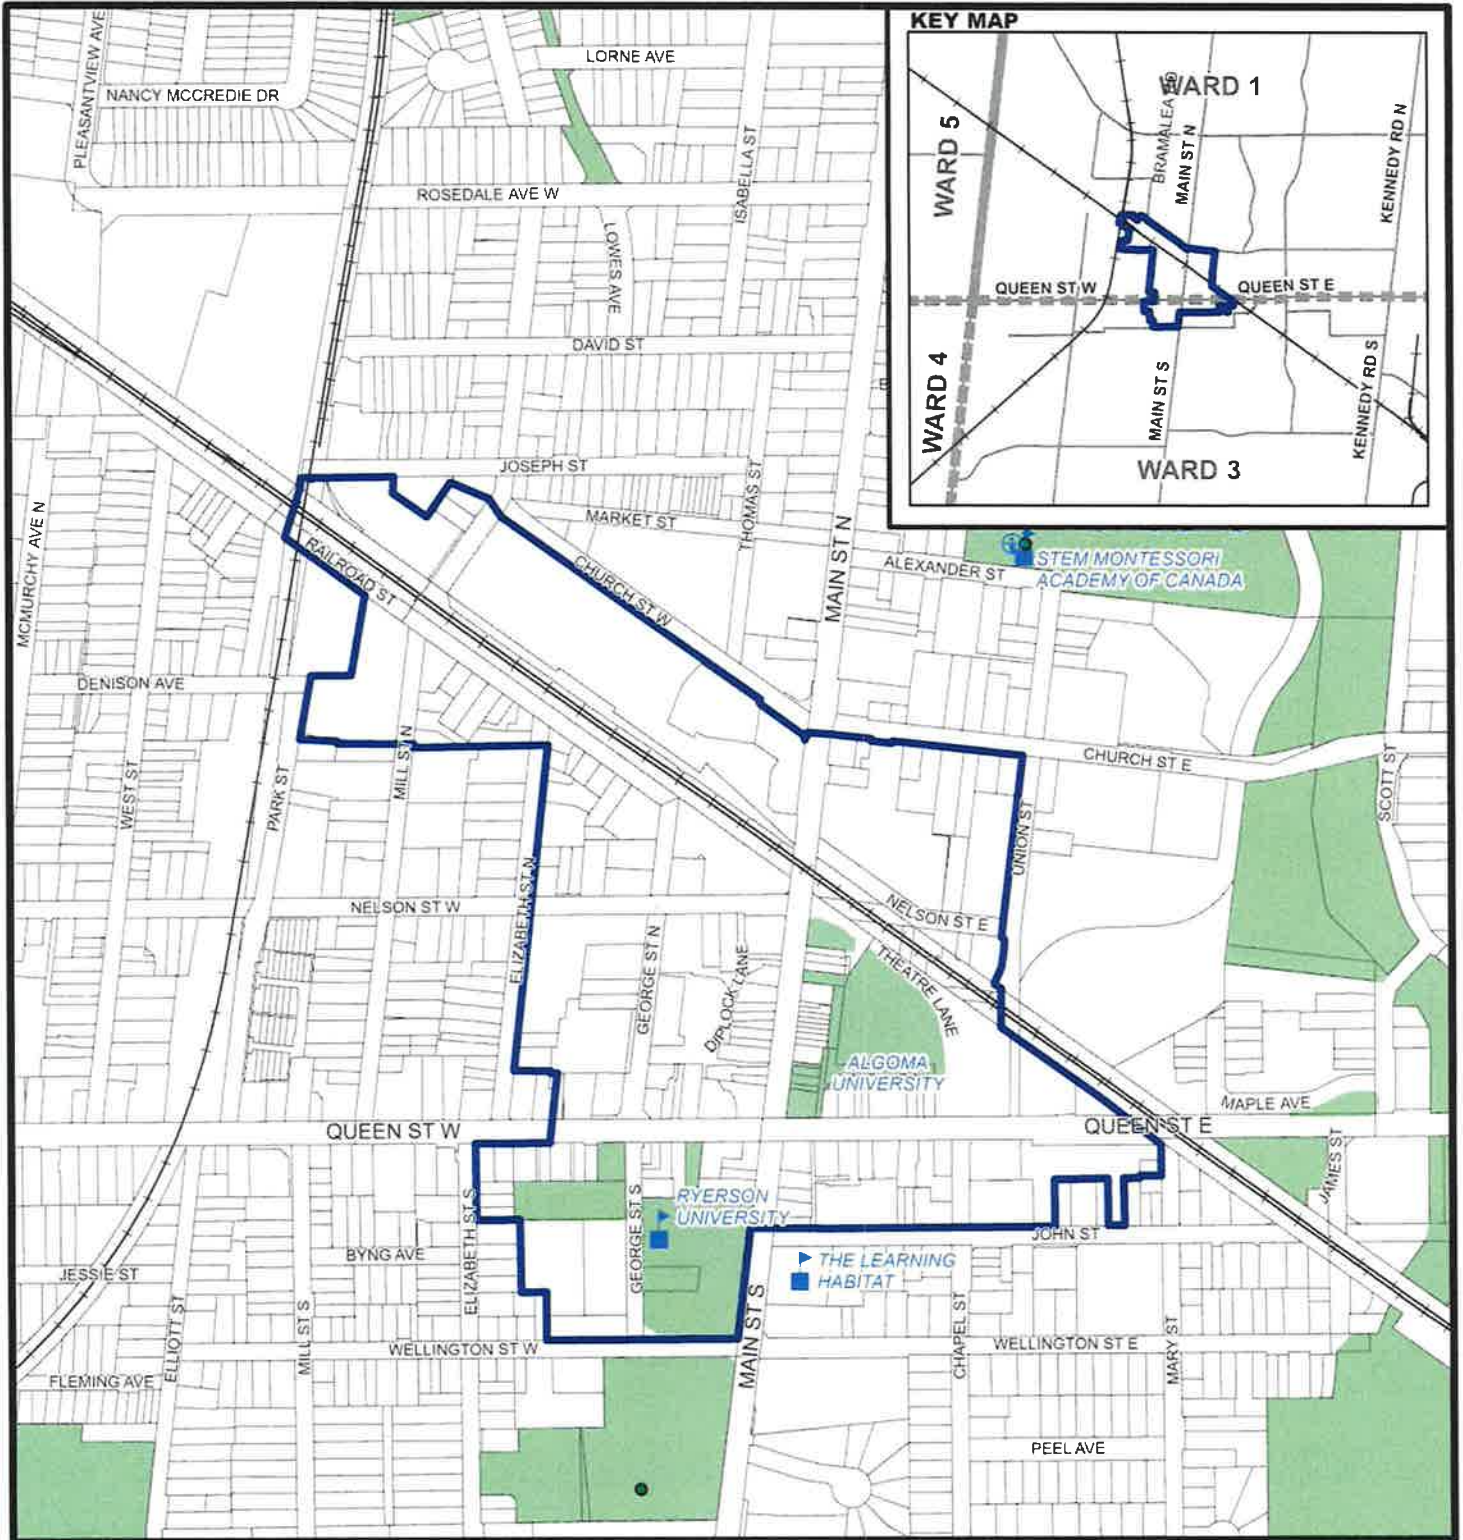 KEY MAP
WARD 1
WARD 5
BRAMALEA
MAIN ST N
KENNEDY RD N
QUEEN ST W
QUEEN ST E
WARD 4
MAIN ST S
KENNEDY RD S
WARD 3
PLEASANTVIEW AVE
NANCY MCCREDIE DR
LORNE AVE
ISABELLA ST
ROSEDALE AVE W
LOWES AVE
DAVID ST
JOSEPH ST
THOMAS ST
MARKET ST
MAIN ST N
ALEXANDER ST
STEM MONTESSORI
ACADEMY OF CANADA
MCMURCHY AVE N
RAILROAD ST
CHURCH ST W
DENISON AVE
WEST ST
PARK ST
MILL ST N
CHURCH ST E
SCOTT ST
UNION ST
ELIZABETH ST N
NELSON ST W
NELSON ST E
GEORGE ST N
DIPLOCK LANE
THEATRE LANE
ALGOMA
UNIVERSITY
MAPLE AVE
QUEEN ST W
QUEEN ST E
JAMES ST
RYERSON
UNIVERSITY
ELIZABETH ST S
GEORGE ST S
JOHN ST
BYNG AVE
JESSIE ST
THE LEARNING
HABITAT
ELLIOTT ST
MILL ST S
MAIN ST S
CHAPEL ST
MARY ST
WELLINGTON ST W
WELLINGTON ST E
FLEMING AVE
PEEL AVE